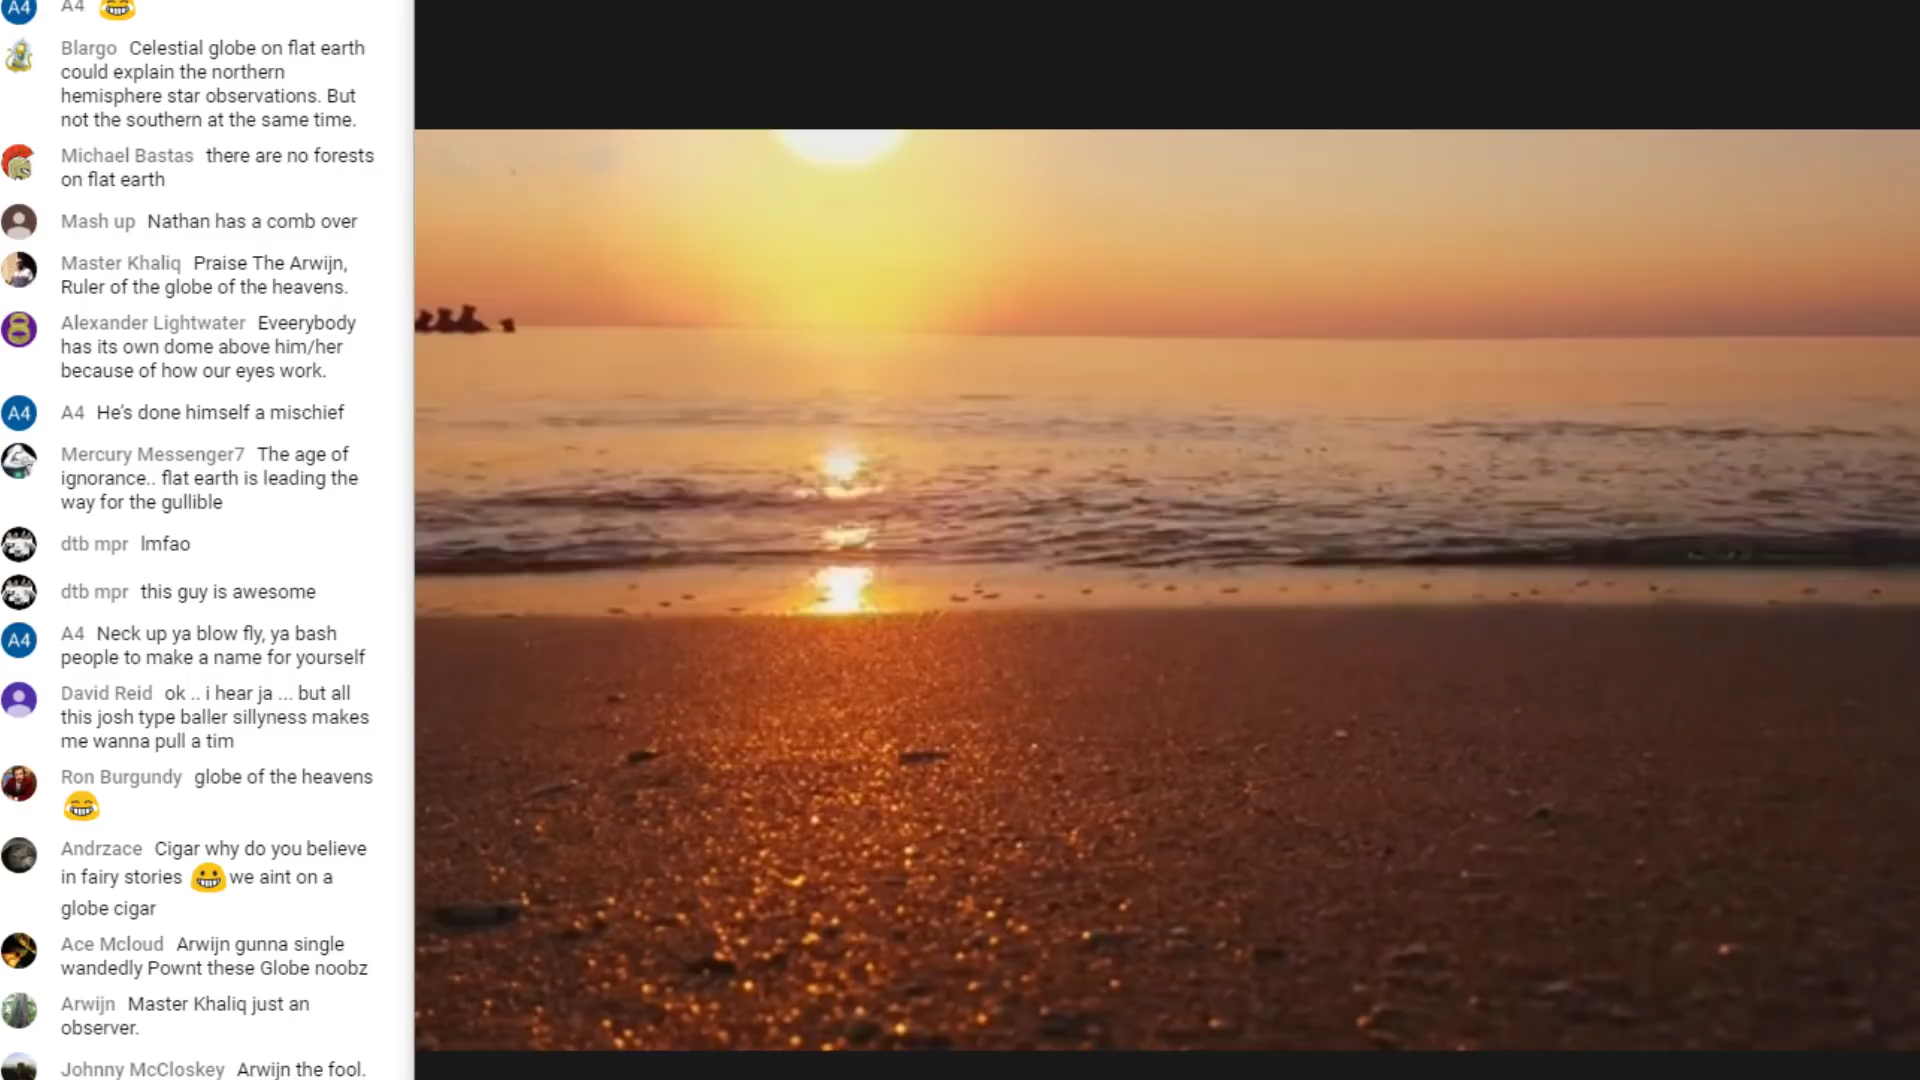 A4 A4 😂
Blargo Celestial globe on flat earth
could explain the northern
hemisphere star observations. But
not the southern at the same time.
Michael Bastas there are no forests
on flat earth
Mash up Nathan has a comb over
Master Khaliq Praise The Arwijn,
Ruler of the globe of the heavens.
Alexander Lightwater Eveerybody
has its own dome above him/her
because of how our eyes work.
A4 A4 He's done himself a mischief
Mercury Messenger7 The age of
ignorance.. flat earth is leading the
way for the gullible
dtb mpr lmfao
dtb mpr this guy is awesome
A4 A4 Neck up ya blow fly, ya bash
people to make a name for yourself
David Reid ok .. i hear ja ... but all
this josh type baller sillyness makes
me wanna pull a tim
Ron Burgundy globe of the heavens
😂
Andrzace Cigar why do you believe
in fairy stories 😀 we aint on a
globe cigar
Ace Mcloud Arwijn gunna single
wandedly Pownt these Globe noobz
Arwijn Master Khaliq just an
observer.
Johnny McCloskey Arwijn the fool.